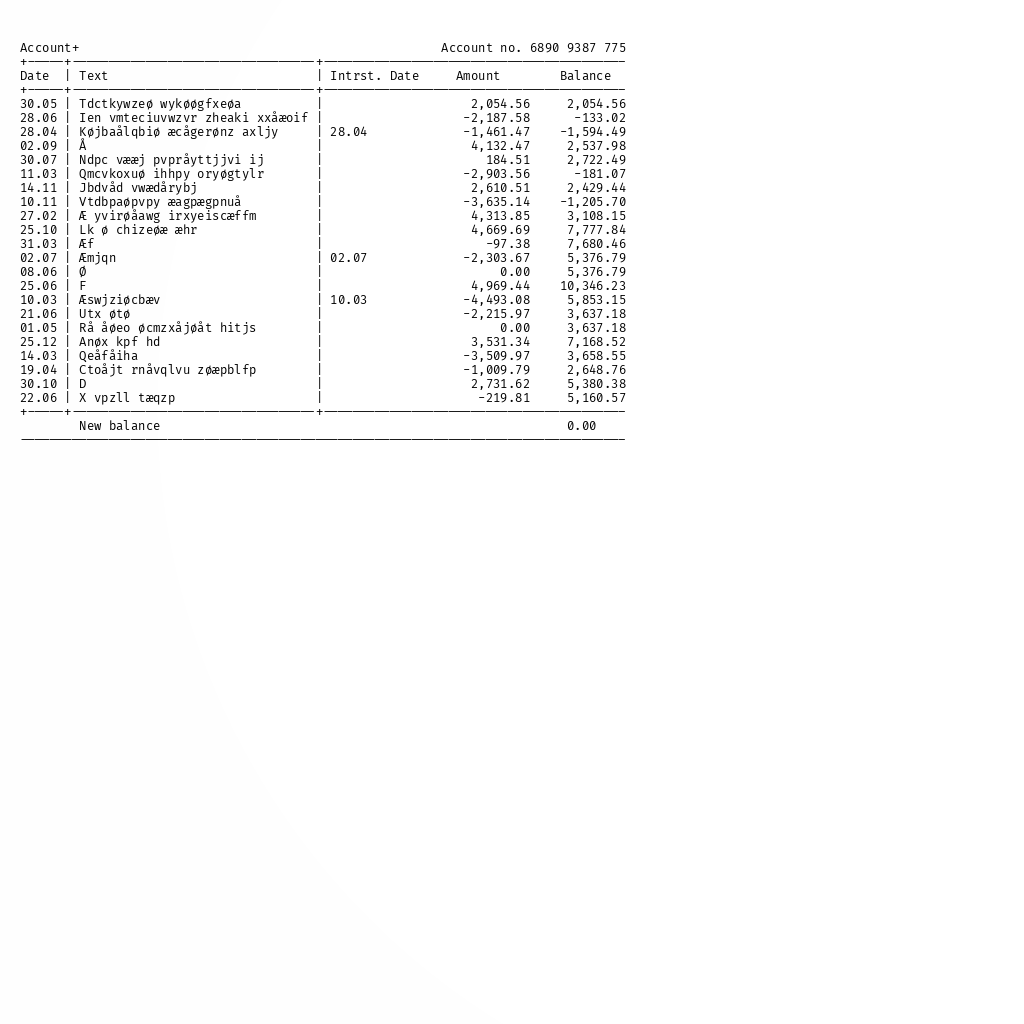 Account+ Account no. 6890 9387 775
+-----+---------------------------------+-----------------------------------------
Date | Text | Intrst. Date Amount Balance
+-----+---------------------------------+-----------------------------------------
30.05 | Tdctkywzeø wykøøgfxeøa | 2,054.56 2,054.56
28.06 | Ien vmteciuvwzvr zheaki xxåæoif | -2,187.58 -133.02
28.04 | Køjbaålqbiø æcågerønz axljy | 28.04 -1,461.47 -1,594.49
02.09 | Å | 4,132.47 2,537.98
30.07 | Ndpc vææj pvpråyttjjvi ij | 184.51 2,722.49
11.03 | Qmcvkoxuø ihhpy oryøgtylr | -2,903.56 -181.07
14.11 | Jbdvåd vwædårybj | 2,610.51 2,429.44
10.11 | Vtdbpaøpvpy æagpægpnuå | -3,635.14 -1,205.70
27.02 | Æ yvirøåawg irxyeiscæffm | 4,313.85 3,108.15
25.10 | Lk ø chizeøæ æhr | 4,669.69 7,777.84
31.03 | Æf | -97.38 7,680.46
02.07 | Æmjqn | 02.07 -2,303.67 5,376.79
08.06 | Ø | 0.00 5,376.79
25.06 | F | 4,969.44 10,346.23
10.03 | Æswjziøcbæv | 10.03 -4,493.08 5,853.15
21.06 | Utx øtø | -2,215.97 3,637.18
01.05 | Rå åøeo øcmzxåjøåt hitjs | 0.00 3,637.18
25.12 | Anøx kpf hd | 3,531.34 7,168.52
14.03 | Qeåfåiha | -3,509.97 3,658.55
19.04 | Ctoåjt rnåvqlvu zøæpblfp | -1,009.79 2,648.76
30.10 | D | 2,731.62 5,380.38
22.06 | X vpzll tæqzp | -219.81 5,160.57
+-----+---------------------------------+-----------------------------------------
New balance 0.00
----------------------------------------------------------------------------------